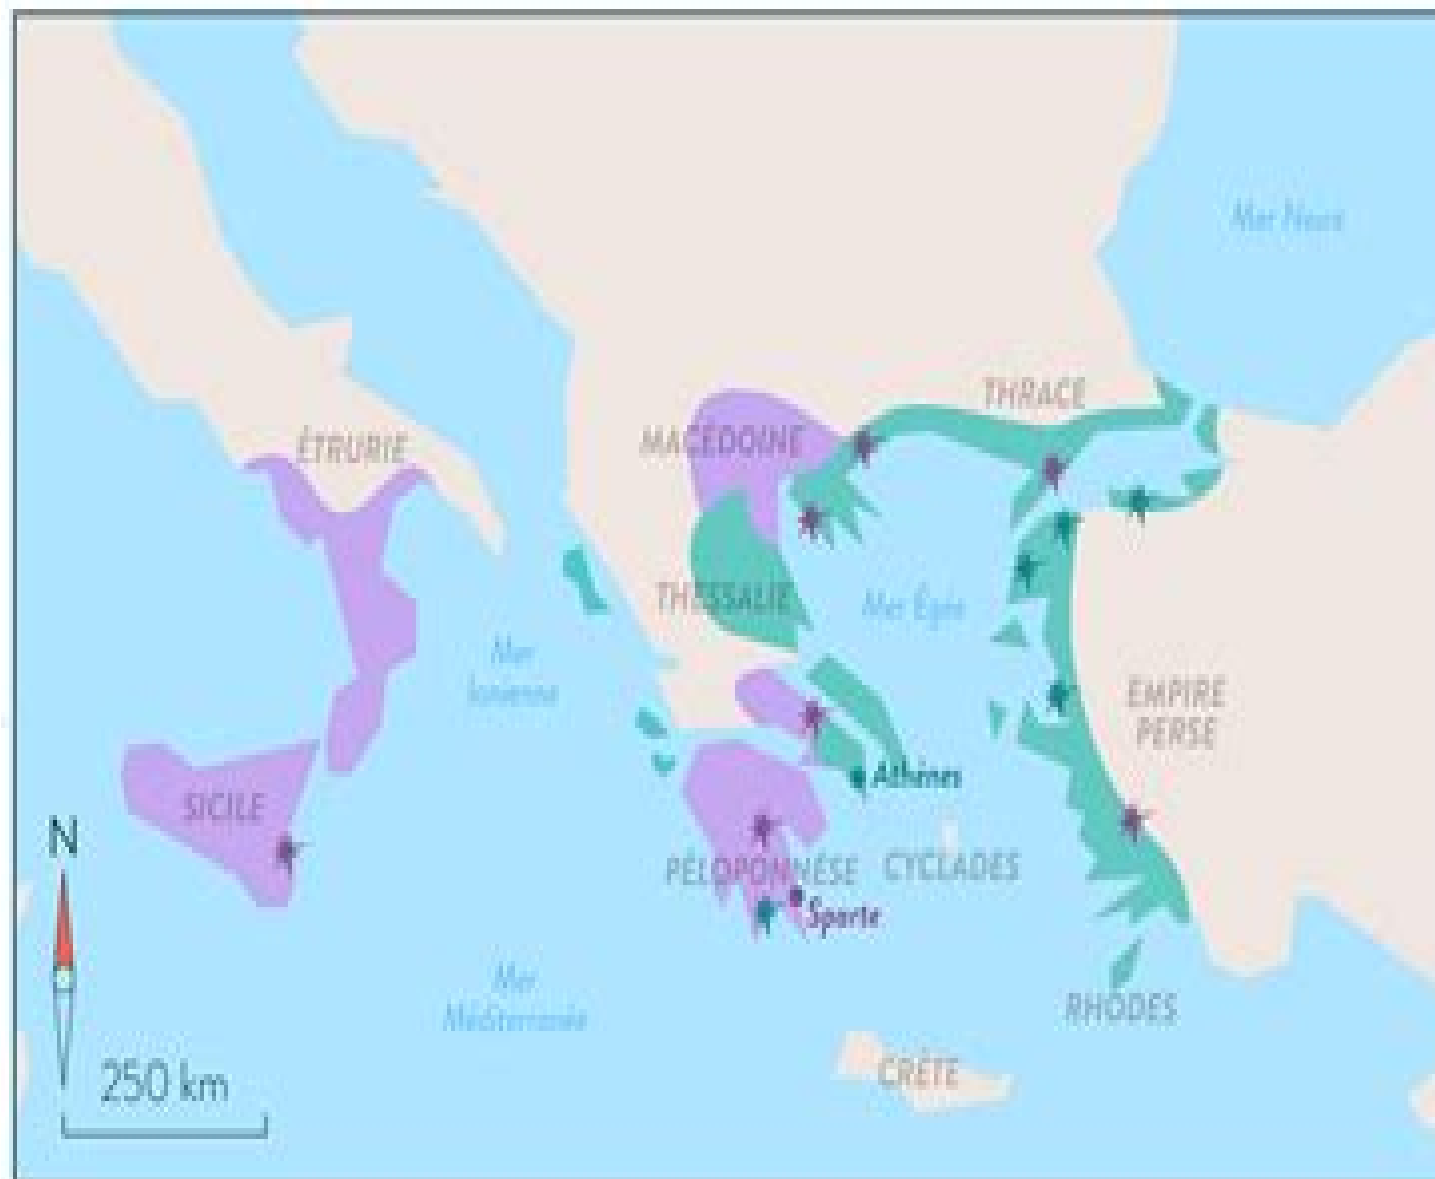 Mer Noire
THRACE
MACÉDOINE
ÉTRURIE
THESSALIE
Mer Égée
Mer
Ionienne
EMPIRE
PERSE
Athènes
SICILE
N
PÉLOPONNÈSE
CYCLADES
Sparte
Mer
Méditerranée
RHODES
CRÈTE
250 km